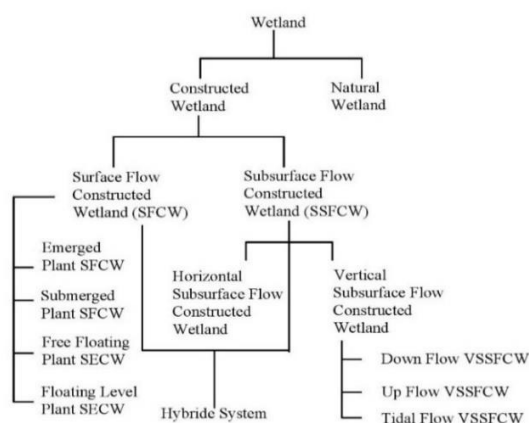 Wetland
Constructed
Wetland
Natural
Wetland
Surface Flow
Constructed
Wetland (SFCW)
Subsurface Flow
Constructed
Wetland (SSFCW)
Emerged
Plant SFCW
Submerged
Plant SFCW
Free Floating
Plant SECW
Floating Level
Plant SECW
Horizontal
Subsurface Flow
Constructed
Wetland
Vertical
Subsurface Flow
Constructed
Wetland
Down Flow VSSFCW
Up Flow VSSFCW
Tidal Flow VSSFCW
Hybride System